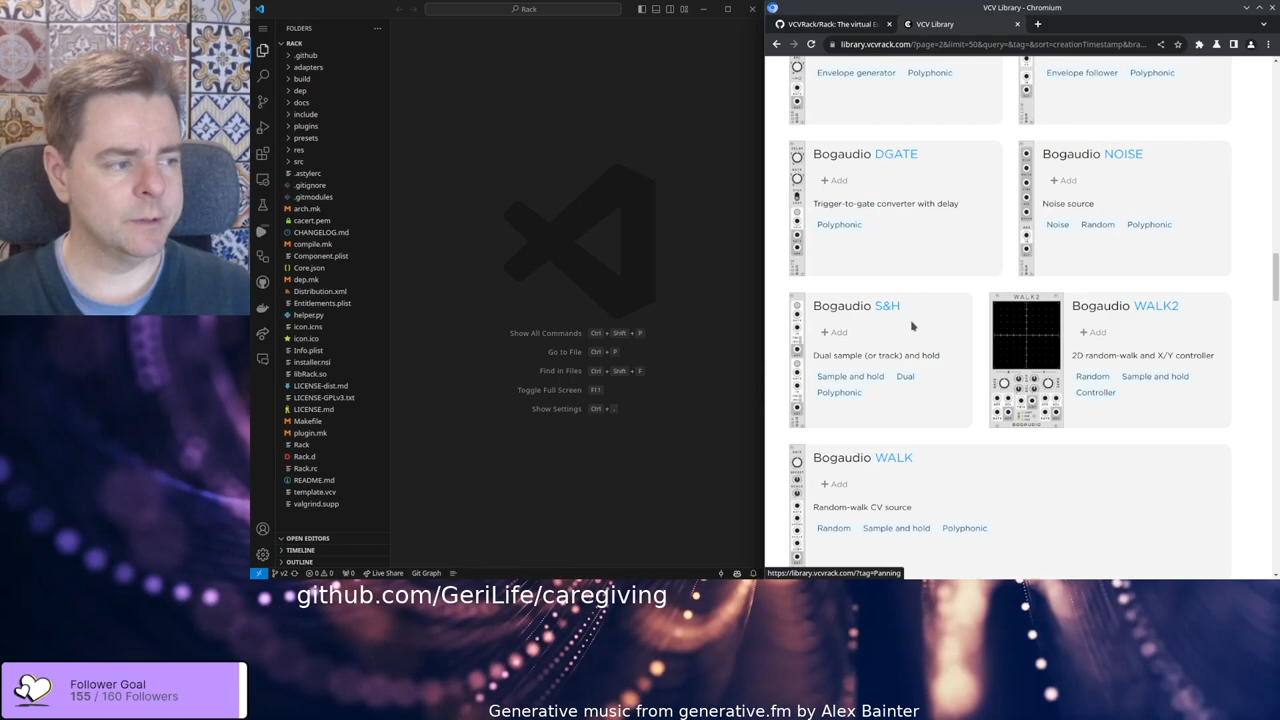 Rack
FOLDERS
RACK
.github
adapters
build
dep
docs
include
plugins
presets
res
src
.astylerc
.gitignore
.gitmodules
arch.mk
cacert.pem
CHANGELOG.md
compile.mk
Component.plist
Core.json
dep.mk
Distribution.xml
Entitlements.plist
helper.py
icon.icns
icon.ico
Info.plist
installer.nsi
libRack.so
LICENSE-dist.md
LICENSE-GPLv3.txt
LICENSE.md
Makefile
plugin.mk
Rack
Rack.d
Rack.rc
README.md
template.vcv
valgrind.supp
OPEN EDITORS
TIMELINE
OUTLINE
Show All Commands Ctrl + Shift + P
Go to File Ctrl + P
Find in Files Ctrl + Shift + F
Toggle Full Screen F11
Show Settings Ctrl + ,
v2 0 0 0 Live Share Git Graph
VCV Library - Chromium
VCVRack/Rack: The virtual E
VCV Library
library.vcvrack.com/?page=2&limit=50&query=&tag=&sort=creationTimestamp&bra...
Envelope generator Polyphonic
Envelope follower Polyphonic
Bogaudio DGATE
+ Add
Trigger-to-gate converter with delay
Polyphonic
Bogaudio NOISE
+ Add
Noise source
Noise Random Polyphonic
Bogaudio S&H
+ Add
Dual sample (or track) and hold
Sample and hold Dual
Polyphonic
WALK2
BOGAUDIO
Bogaudio WALK2
+ Add
2D random-walk and X/Y controller
Random Sample and hold
Controller
Bogaudio WALK
+ Add
Random-walk CV source
Random Sample and hold Polyphonic
https://library.vcvrack.com/?tag=Panning
github.com/GeriLife/caregiving
Follower Goal
155 / 160 Followers
Generative music from generative.fm by Alex Bainter